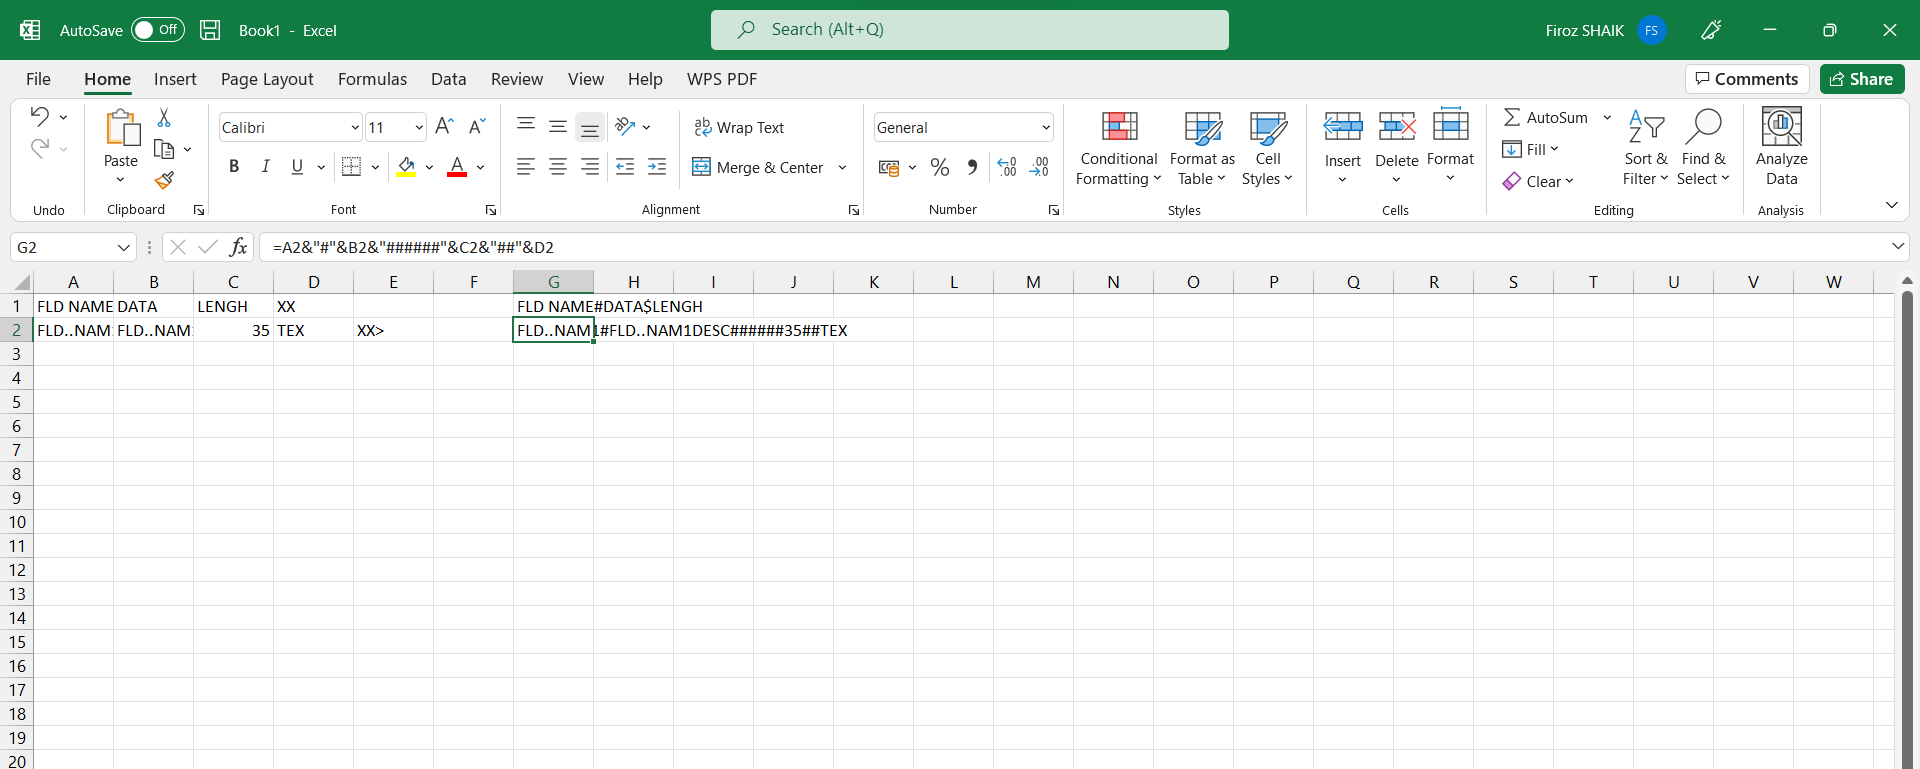 AutoSave Off Book1 - Excel Search (Alt+Q) Firoz SHAIK FS
File Home Insert Page Layout Formulas Data Review View Help WPS PDF Comments Share
Calibri 11 Wrap Text General AutoSum
Paste B I U Merge & Center % Conditional Formatting Format as Table Cell Styles Insert Delete Format Fill Sort & Filter Find & Select Analyze Data
Clear
Undo Clipboard Font Alignment Number Styles Cells Editing Analysis
G2 fx =A2&"#"&B2&"######"&C2&"##"&D2
A B C D E F G H I J K L M N O P Q R S T U V W
1 FLD NAME DATA LENGH XX FLD NAME#DATA$LENGH
2 FLD..NAM FLD..NAM 35 TEX XX> FLD..NAM1#FLD..NAM1DESC######35##TEX
3
4
5
6
7
8
9
10
11
12
13
14
15
16
17
18
19
20